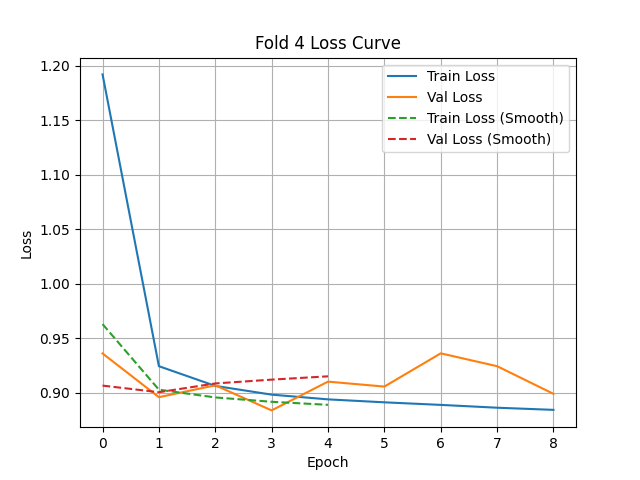 Fold 4 Loss Curve
Train Loss
Val Loss
Train Loss (Smooth)
Val Loss (Smooth)
1.20
1.15
1.10
1.05
1.00
0.95
0.90
Loss
0 1 2 3 4 5 6 7 8
Epoch